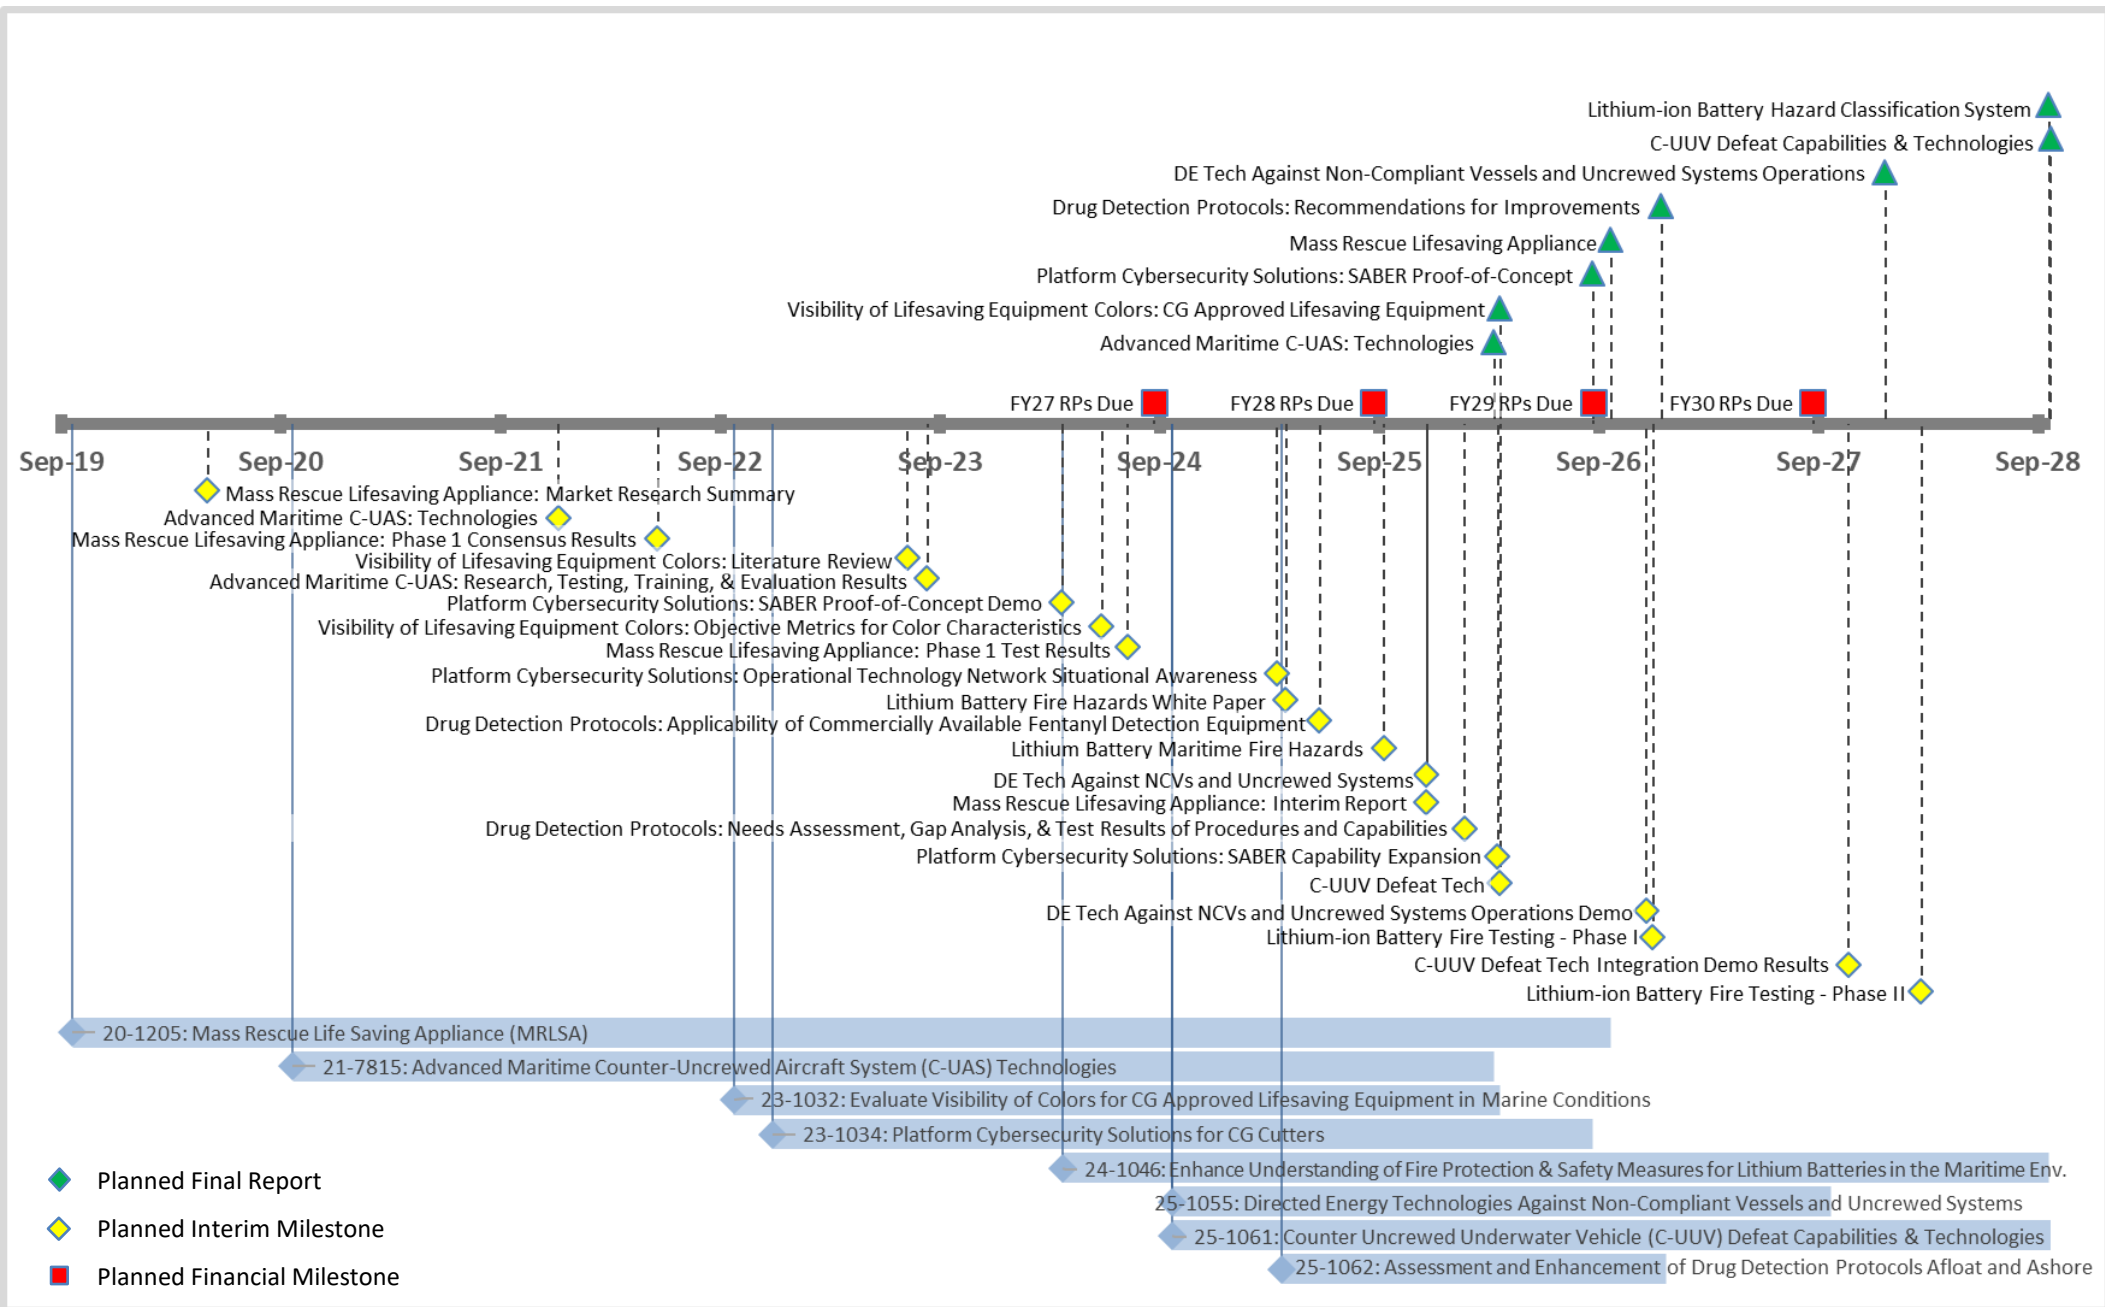 Lithium-ion Battery Hazard Classification System
C-UUV Defeat Capabilities & Technologies
DE Tech Against Non-Compliant Vessels and Uncrewed Systems Operations
Drug Detection Protocols: Recommendations for Improvements
Mass Rescue Lifesaving Appliance
Platform Cybersecurity Solutions: SABER Proof-of-Concept
Visibility of Lifesaving Equipment Colors: CG Approved Lifesaving Equipment
Advanced Maritime C-UAS: Technologies
FY27 RPs Due
FY28 RPs Due
FY29 RPs Due
FY30 RPs Due
Sep-19
Sep-20
Sep-21
Sep-22
Sep-23
Sep-24
Sep-25
Sep-26
Sep-27
Sep-28
Mass Rescue Lifesaving Appliance: Market Research Summary
Advanced Maritime C-UAS: Technologies
Mass Rescue Lifesaving Appliance: Phase 1 Consensus Results
Visibility of Lifesaving Equipment Colors: Literature Review
Advanced Maritime C-UAS: Research, Testing, Training, & Evaluation Results
Platform Cybersecurity Solutions: SABER Proof-of-Concept Demo
Visibility of Lifesaving Equipment Colors: Objective Metrics for Color Characteristics
Mass Rescue Lifesaving Appliance: Phase 1 Test Results
Platform Cybersecurity Solutions: Operational Technology Network Situational Awareness
Lithium Battery Fire Hazards White Paper
Drug Detection Protocols: Applicability of Commercially Available Fentanyl Detection Equipment
Lithium Battery Maritime Fire Hazards
DE Tech Against NCVs and Uncrewed Systems
Mass Rescue Lifesaving Appliance: Interim Report
Drug Detection Protocols: Needs Assessment, Gap Analysis, & Test Results of Procedures and Capabilities
Platform Cybersecurity Solutions: SABER Capability Expansion
C-UUV Defeat Tech
DE Tech Against NCVs and Uncrewed Systems Operations Demo
Lithium-ion Battery Fire Testing - Phase I
C-UUV Defeat Tech Integration Demo Results
Lithium-ion Battery Fire Testing - Phase II
20-1205: Mass Rescue Life Saving Appliance (MRLSA)
21-7815: Advanced Maritime Counter-Uncrewed Aircraft System (C-UAS) Technologies
23-1032: Evaluate Visibility of Colors for CG Approved Lifesaving Equipment in Marine Conditions
23-1034: Platform Cybersecurity Solutions for CG Cutters
24-1046: Enhance Understanding of Fire Protection & Safety Measures for Lithium Batteries in the Maritime Env.
25-1055: Directed Energy Technologies Against Non-Compliant Vessels and Uncrewed Systems
25-1061: Counter Uncrewed Underwater Vehicle (C-UUV) Defeat Capabilities & Technologies
25-1062: Assessment and Enhancement of Drug Detection Protocols Afloat and Ashore
Planned Final Report
Planned Interim Milestone
Planned Financial Milestone